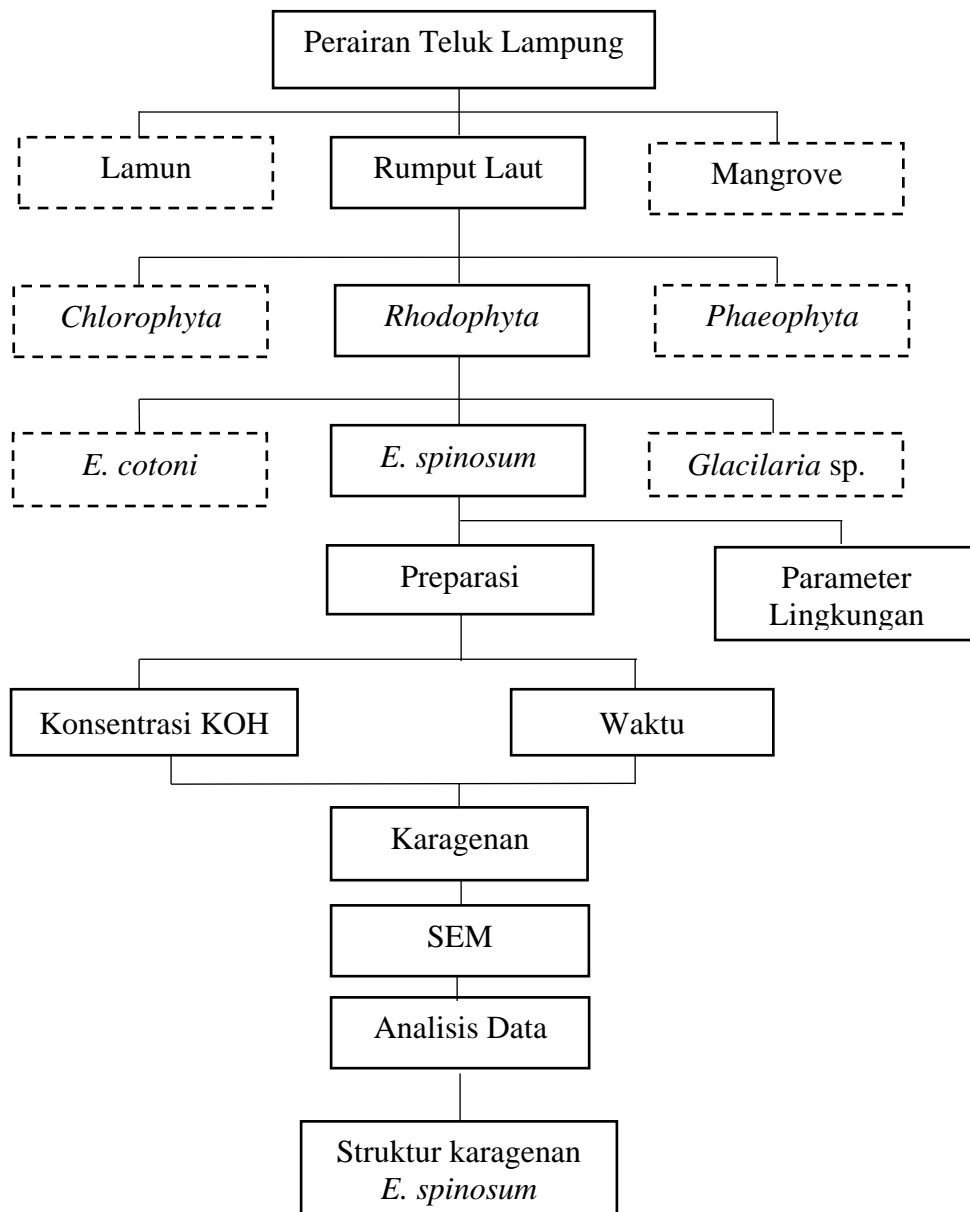 Perairan Teluk Lampung
Lamun
Rumput Laut
Mangrove
Chlorophyta
Rhodophyta
Phaeophyta
E. cotoni
E. spinosum
Glacilaria sp.
Preparasi
Parameter
Lingkungan
Konsentrasi KOH
Waktu
Karagenan
SEM
Analisis Data
Struktur karagenan
E. spinosum